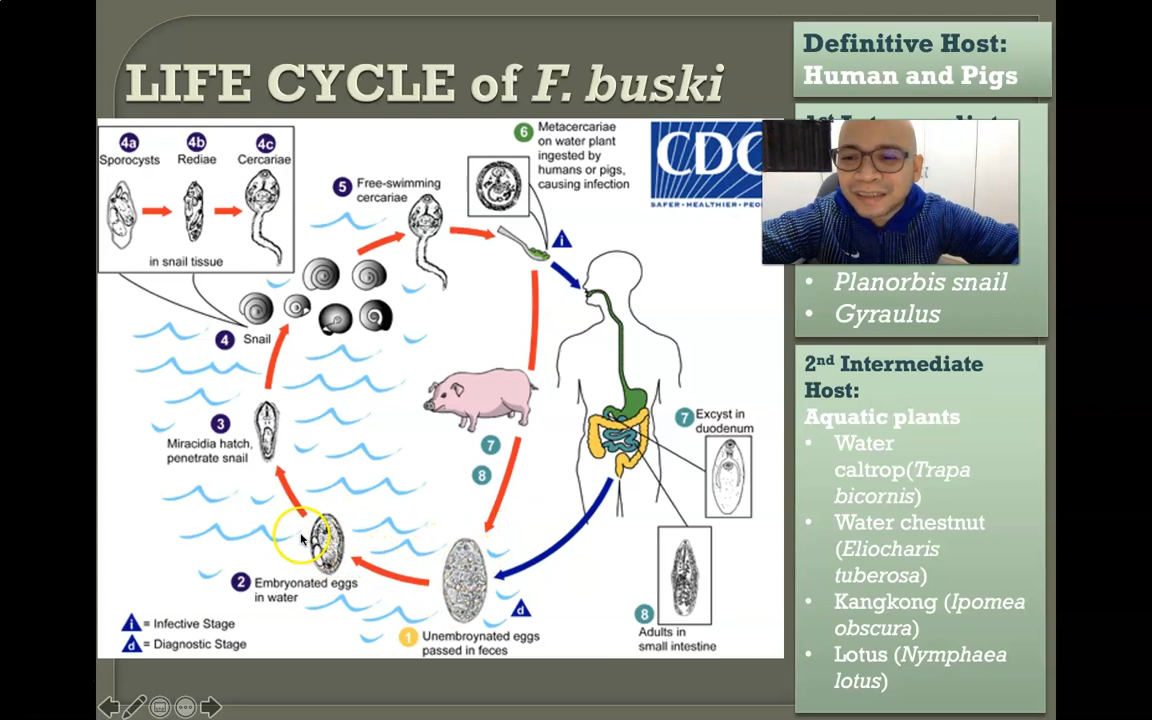 LIFE CYCLE of F. buski
Definitive Host:
Human and Pigs
4a
4b
4c
Sporocysts
Rediae
Cercariae
in snail tissue
5
Free-swimming
cercariae
6
Metacercariae
on water plant
ingested by
humans or pigs,
causing infection
CDC
SAFER • HEALTHIER •
i
4
Snail
3
Miracidia hatch,
penetrate snail
2
Embryonated eggs
in water
7
8
7
Excyst in
duodenum
8
Adults in
small intestine
d
1
Unembroynated eggs
passed in feces
i = Infective Stage
d = Diagnostic Stage
• Planorbis snail
• Gyraulus
2nd Intermediate
Host:
Aquatic plants
• Water
caltrop(Trapa
bicornis)
• Water chestnut
(Eliocharis
tuberosa)
• Kangkong (Ipomea
obscura)
• Lotus (Nymphaea
lotus)